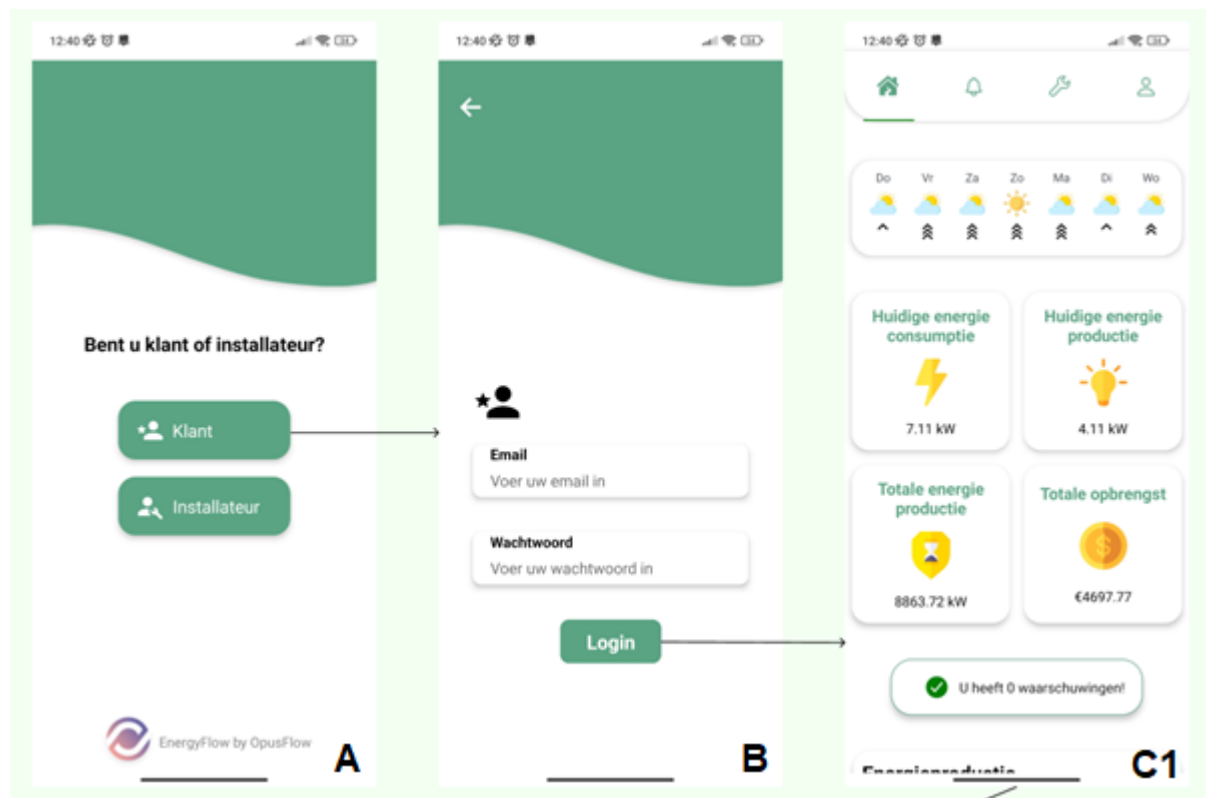 12:40
Bent u klant of installateur?
Klant
Installateur
EnergyFlow by OpusFlow
A
12:40
Email
Voer uw email in
Wachtwoord
Voer uw wachtwoord in
Login
B
12:40
Do Vr Za Zo Ma Di Wo
Huidige energie
consumptie
7.11 kW
Huidige energie
productie
4.11 kW
Totale energie
productie
8863.72 kW
Totale opbrengst
€4697.77
U heeft 0 waarschuwingen!
Energieproductie
C1